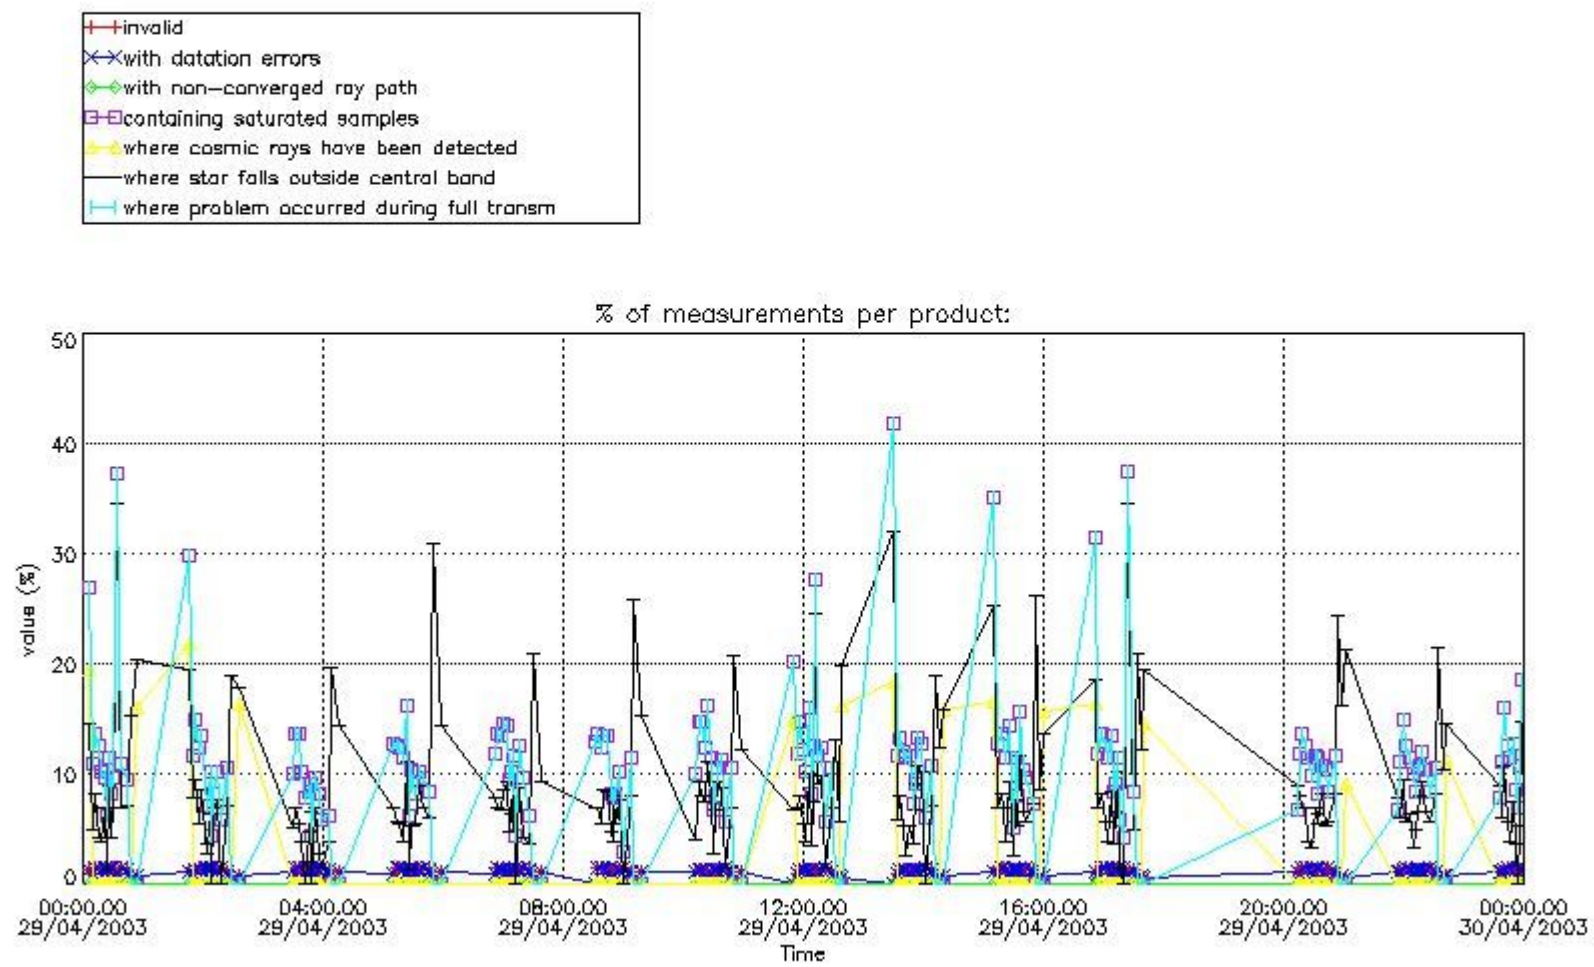 invalid
with datation errors
with non-converged ray path
containing saturated samples
where cosmic rays have been detected
where star falls outside central band
where problem occurred during full transm
% of measurements per product:
50
40
30
20
10
0
value (%)
00:00:00 04:00:00 08:00:00 12:00:00 16:00:00 20:00:00 00:00:00
29/04/2003 29/04/2003 29/04/2003 29/04/2003 29/04/2003 29/04/2003 30/04/2003
Time